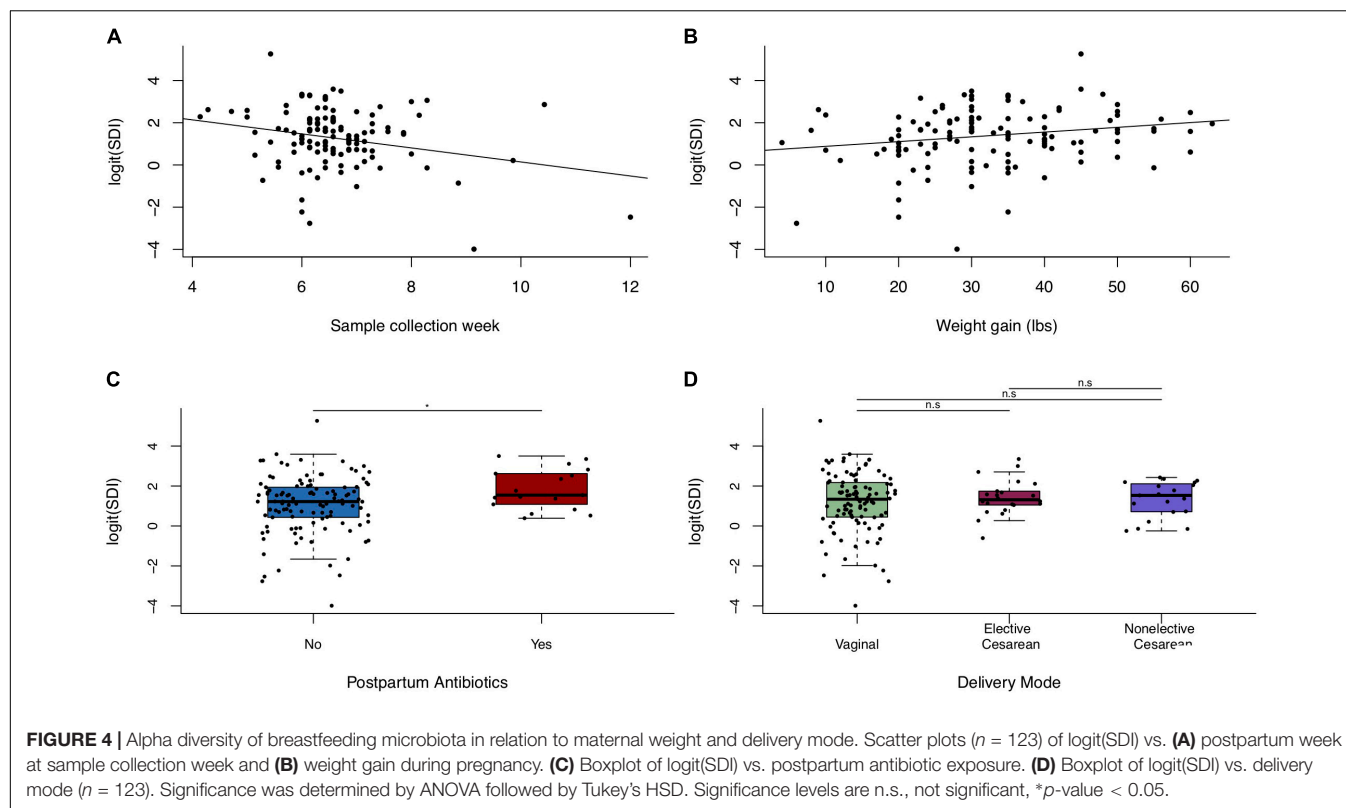 A
logit(SDI)
4
2
0
−2
−4
4
6
8
10
12
Sample collection week
B
logit(SDI)
4
2
0
−2
−4
10
20
30
40
50
60
Weight gain (lbs)
C
*
logit(SDI)
4
2
0
−2
−4
No
Yes
Postpartum Antibiotics
D
n.s
n.s
n.s
logit(SDI)
4
2
0
−2
−4
Vaginal
Elective
Cesarean
Nonelective
Cesarean
Delivery Mode
FIGURE 4 | Alpha diversity of breastfeeding microbiota in relation to maternal weight and delivery mode. Scatter plots (n = 123) of logit(SDI) vs. (A) postpartum week
at sample collection week and (B) weight gain during pregnancy. (C) Boxplot of logit(SDI) vs. postpartum antibiotic exposure. (D) Boxplot of logit(SDI) vs. delivery
mode (n = 123). Significance was determined by ANOVA followed by Tukey's HSD. Significance levels are n.s., not significant, *p-value < 0.05.